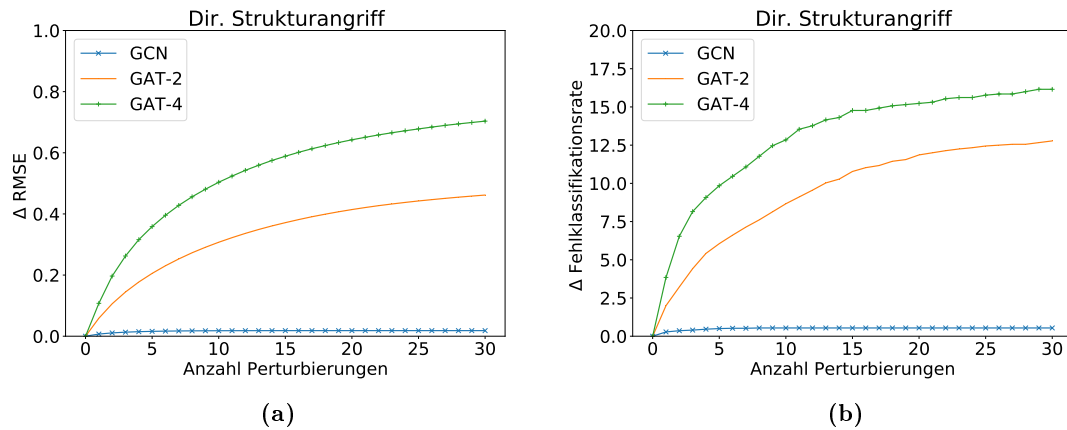 Dir. Strukturangriff
Δ RMSE
1.0
0.8
0.6
0.4
0.2
0.0
GCN
GAT-2
GAT-4
0 5 10 15 20 25 30
Anzahl Perturbierungen
(a)
Dir. Strukturangriff
Δ Fehlklassifikationsrate
20.0
17.5
15.0
12.5
10.0
7.5
5.0
2.5
0.0
GCN
GAT-2
GAT-4
0 5 10 15 20 25 30
Anzahl Perturbierungen
(b)